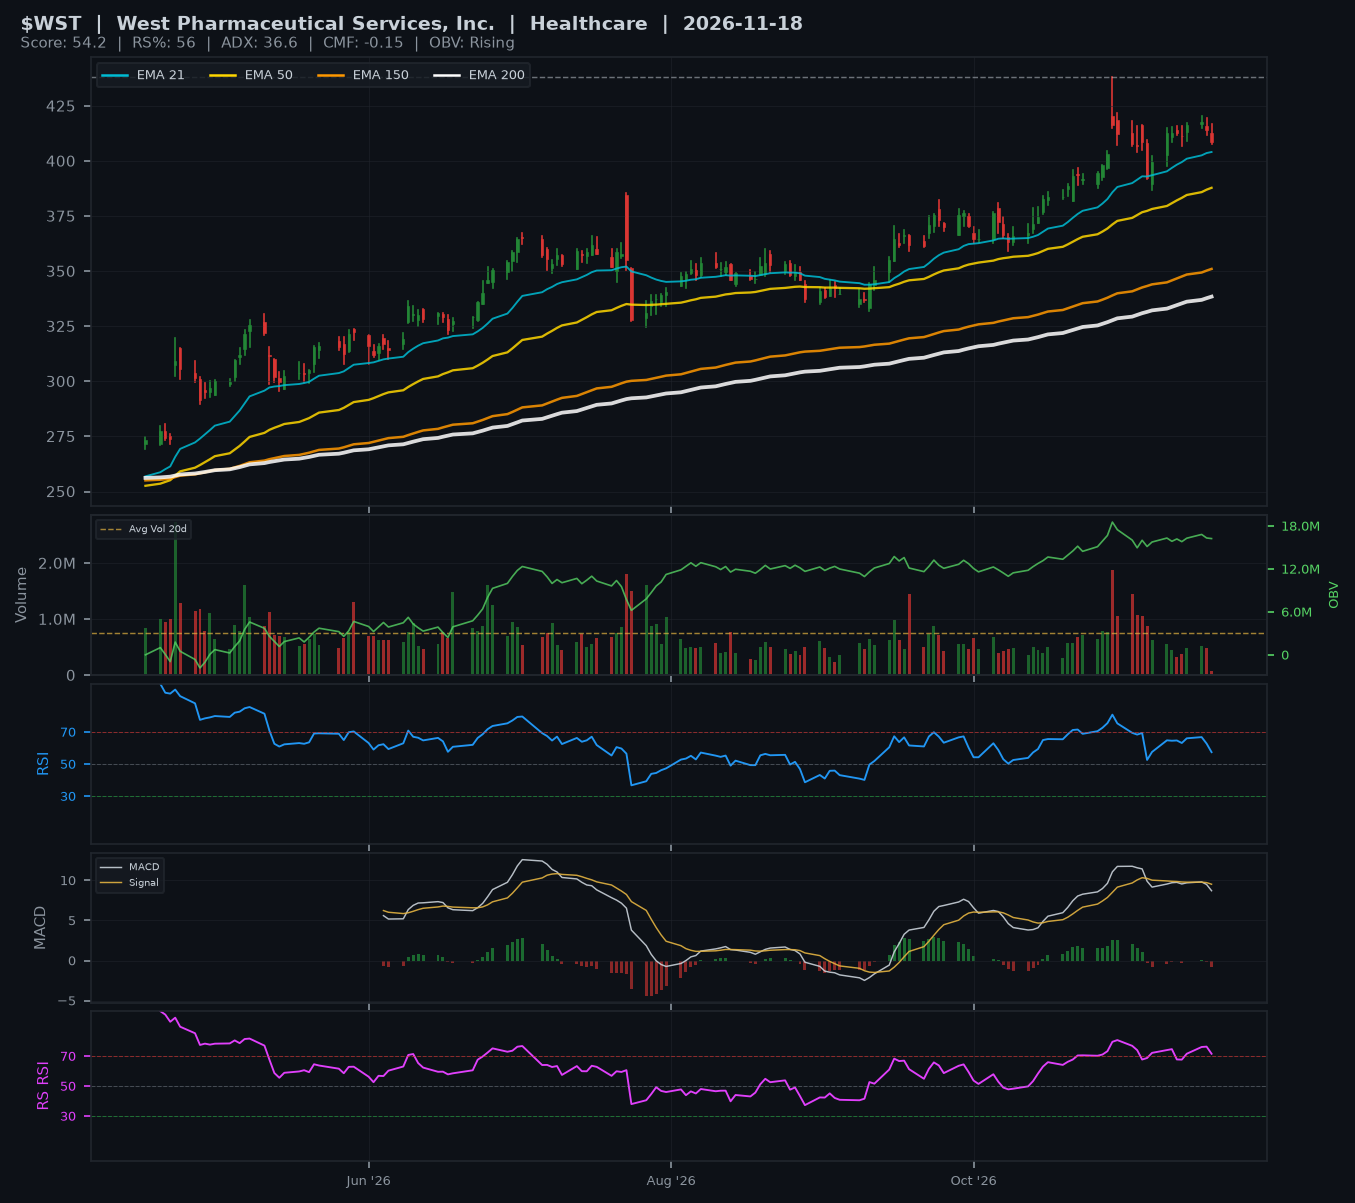 $WST | West Pharmaceutical Services, Inc. | Healthcare | 2026-11-18
Score: 54.2 | RS%: 56 | ADX: 36.6 | CMF: -0.15 | OBV: Rising
EMA 21 EMA 50 EMA 150 EMA 200
425
400
375
350
325
300
275
250
Avg Vol 20d
Volume
2.0M
1.0M
0
18.0M
12.0M
6.0M
0
OBV
RSI
70
50
30
MACD
Signal
MACD
10
5
0
−5
RS RSI
70
50
30
Jun '26 Aug '26 Oct '26